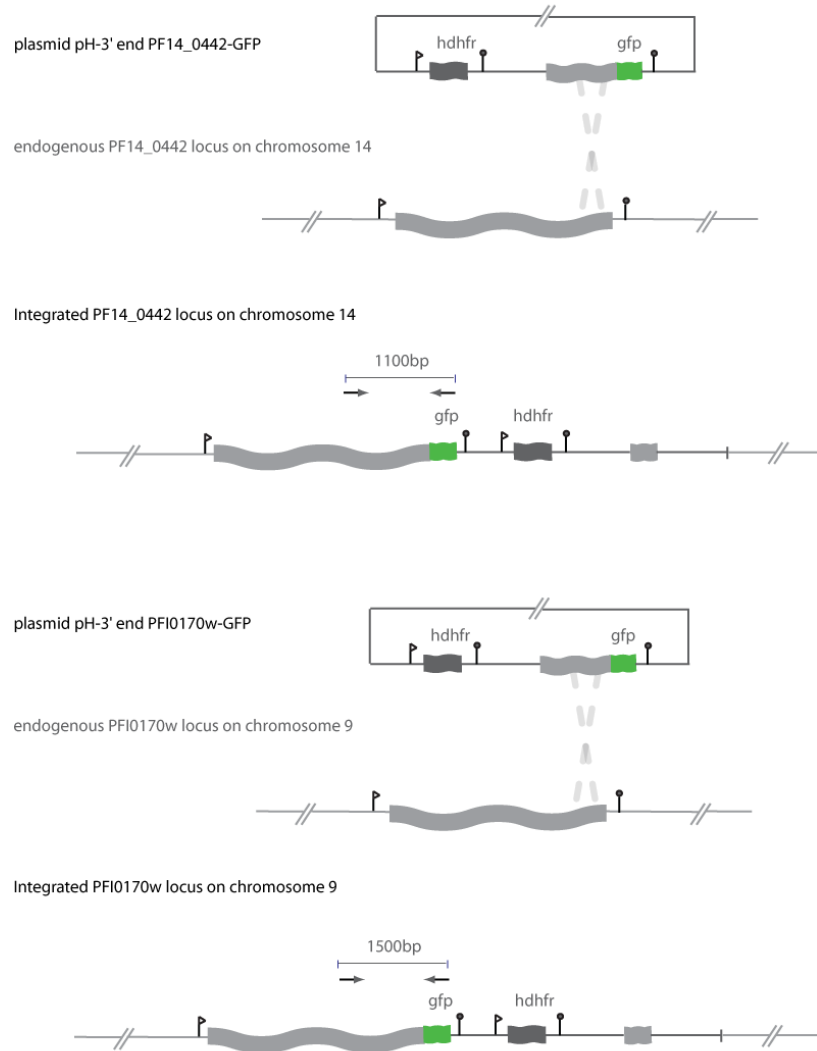 hdhfr gfp
plasmid pH-3' end PF14_0442-GFP
endogenous PF14_0442 locus on chromosome 14
Integrated PF14_0442 locus on chromosome 14
1100bp
gfp hdhfr
plasmid pH-3' end PFI0170w-GFP
hdhfr gfp
endogenous PFI0170w locus on chromosome 9
Integrated PFI0170w locus on chromosome 9
1500bp
gfp hdhfr